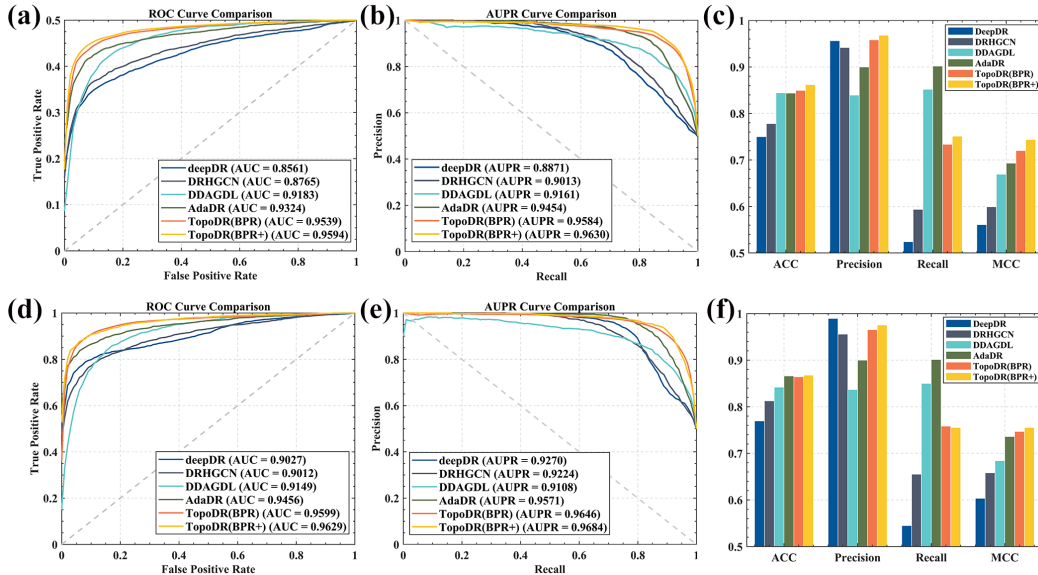 (a)
ROC Curve Comparison
True Positive Rate
0.5
0.4
0.3
0.2
0.1
0
0.2
0.4
0.6
0.8
1
False Positive Rate
deepDR (AUC = 0.8561)
DRHGCN (AUC = 0.8765)
DDAGDL (AUC = 0.9183)
AdaDR (AUC = 0.9324)
TopoDR(BPR) (AUC = 0.9539)
TopoDR(BPR+) (AUC = 0.9594)
(b)
AUPR Curve Comparison
Precision
1
0.8
0.6
0.4
0.2
0
0
0.2
0.4
0.6
0.8
1
Recall
deepDR (AUPR = 0.8871)
DRHGCN (AUPR = 0.9013)
DDAGDL (AUPR = 0.9161)
AdaDR (AUPR = 0.9454)
TopoDR(BPR) (AUPR = 0.9584)
TopoDR(BPR+) (AUPR = 0.9630)
(c)
1
0.9
0.8
0.7
0.6
0.5
ACC
Precision
Recall
MCC
DeepDR
DRHGCN
DDAGDL
AdaDR
TopoDR(BPR)
TopoDR(BPR+)
(d)
ROC Curve Comparison
True Positive Rate
1
0.8
0.6
0.4
0.2
0
0
0.2
0.4
0.6
0.8
1
False Positive Rate
deepDR (AUC = 0.9027)
DRHGCN (AUC = 0.9012)
DDAGDL (AUC = 0.9149)
AdaDR (AUC = 0.9456)
TopoDR(BPR) (AUC = 0.9599)
TopoDR(BPR+) (AUC = 0.9629)
(e)
AUPR Curve Comparison
Precision
1
0.8
0.6
0.4
0.2
0
0
0.2
0.4
0.6
0.8
1
Recall
deepDR (AUPR = 0.9270)
DRHGCN (AUPR = 0.9224)
DDAGDL (AUPR = 0.9108)
AdaDR (AUPR = 0.9571)
TopoDR(BPR) (AUPR = 0.9646)
TopoDR(BPR+) (AUPR = 0.9684)
(f)
1
0.9
0.8
0.7
0.6
0.5
ACC
Precision
Recall
MCC
DeepDR
DRHGCN
DDAGDL
AdaDR
TopoDR(BPR)
TopoDR(BPR+)